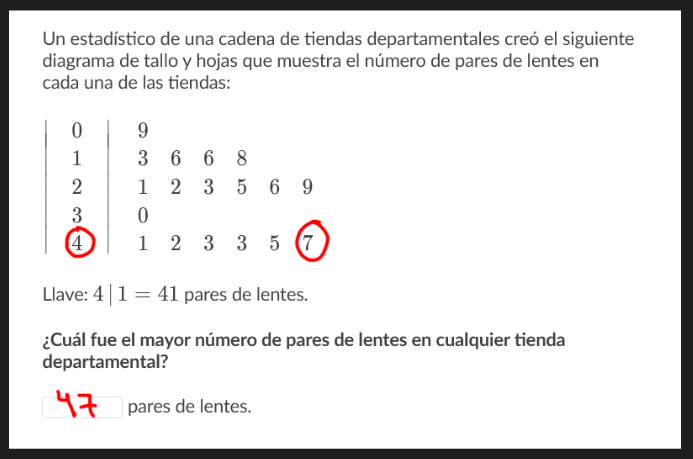 Un estadístico de una cadena de tiendas departamentales creó el siguiente
diagrama de tallo y hojas que muestra el número de pares de lentes en
cada una de las tiendas:
0 | 9
1 | 3 6 6 8
2 | 1 2 3 5 6 9
3 | 0
4 | 1 2 3 3 5 7
Llave: 4 | 1 = 41 pares de lentes.
¿Cuál fue el mayor número de pares de lentes en cualquier tienda
departamental?
47 pares de lentes.